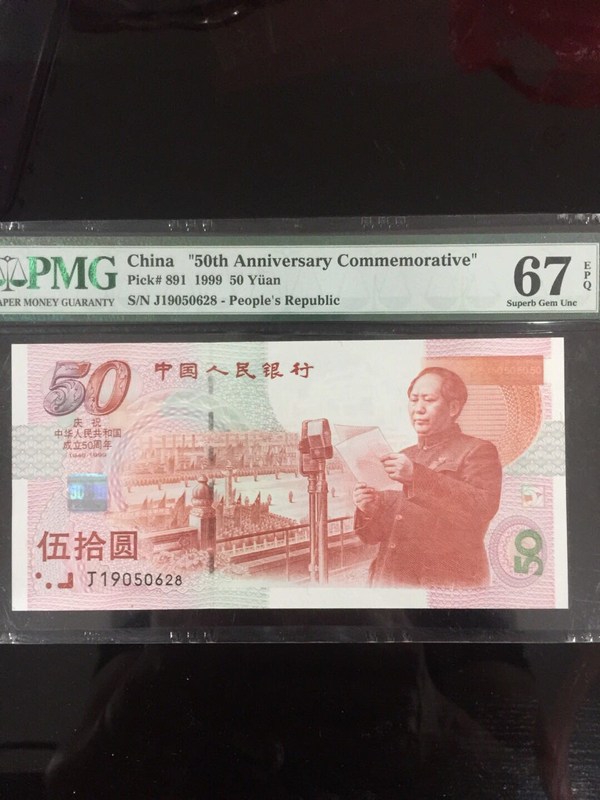 PMG
APER MONEY GUARANTY
China "50th Anniversary Commemorative"
Pick# 891 1999 50 Yüan
S/N J19050628 - People's Republic
67
EPQ
Superb Gem Unc
50
中国人民银行
庆祝
中华人民共和国
成立50周年
(1949-1999)
50
伍拾圆
J19050628
50